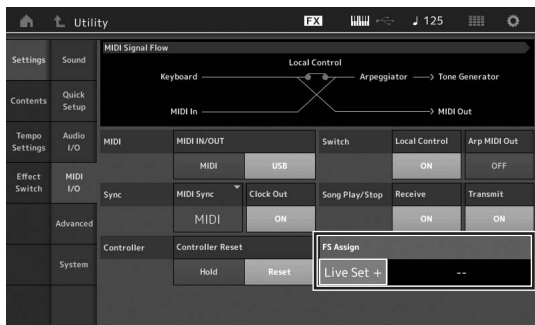 Utility
FX
♩ 125
Settings
Sound
Contents
Quick
Setup
Tempo
Settings
Audio
I/O
Effect
Switch
MIDI
I/O
Advanced
System
MIDI Signal Flow
Local Control
Keyboard
Arpeggiator
Tone Generator
MIDI In
MIDI Out
MIDI
MIDI IN/OUT
MIDI
USB
Switch
Local Control
ON
Arp MIDI Out
OFF
Sync
MIDI Sync
MIDI
Clock Out
ON
Song Play/Stop
Receive
ON
Transmit
ON
Controller
Controller Reset
Hold
Reset
FS Assign
Live Set +
--